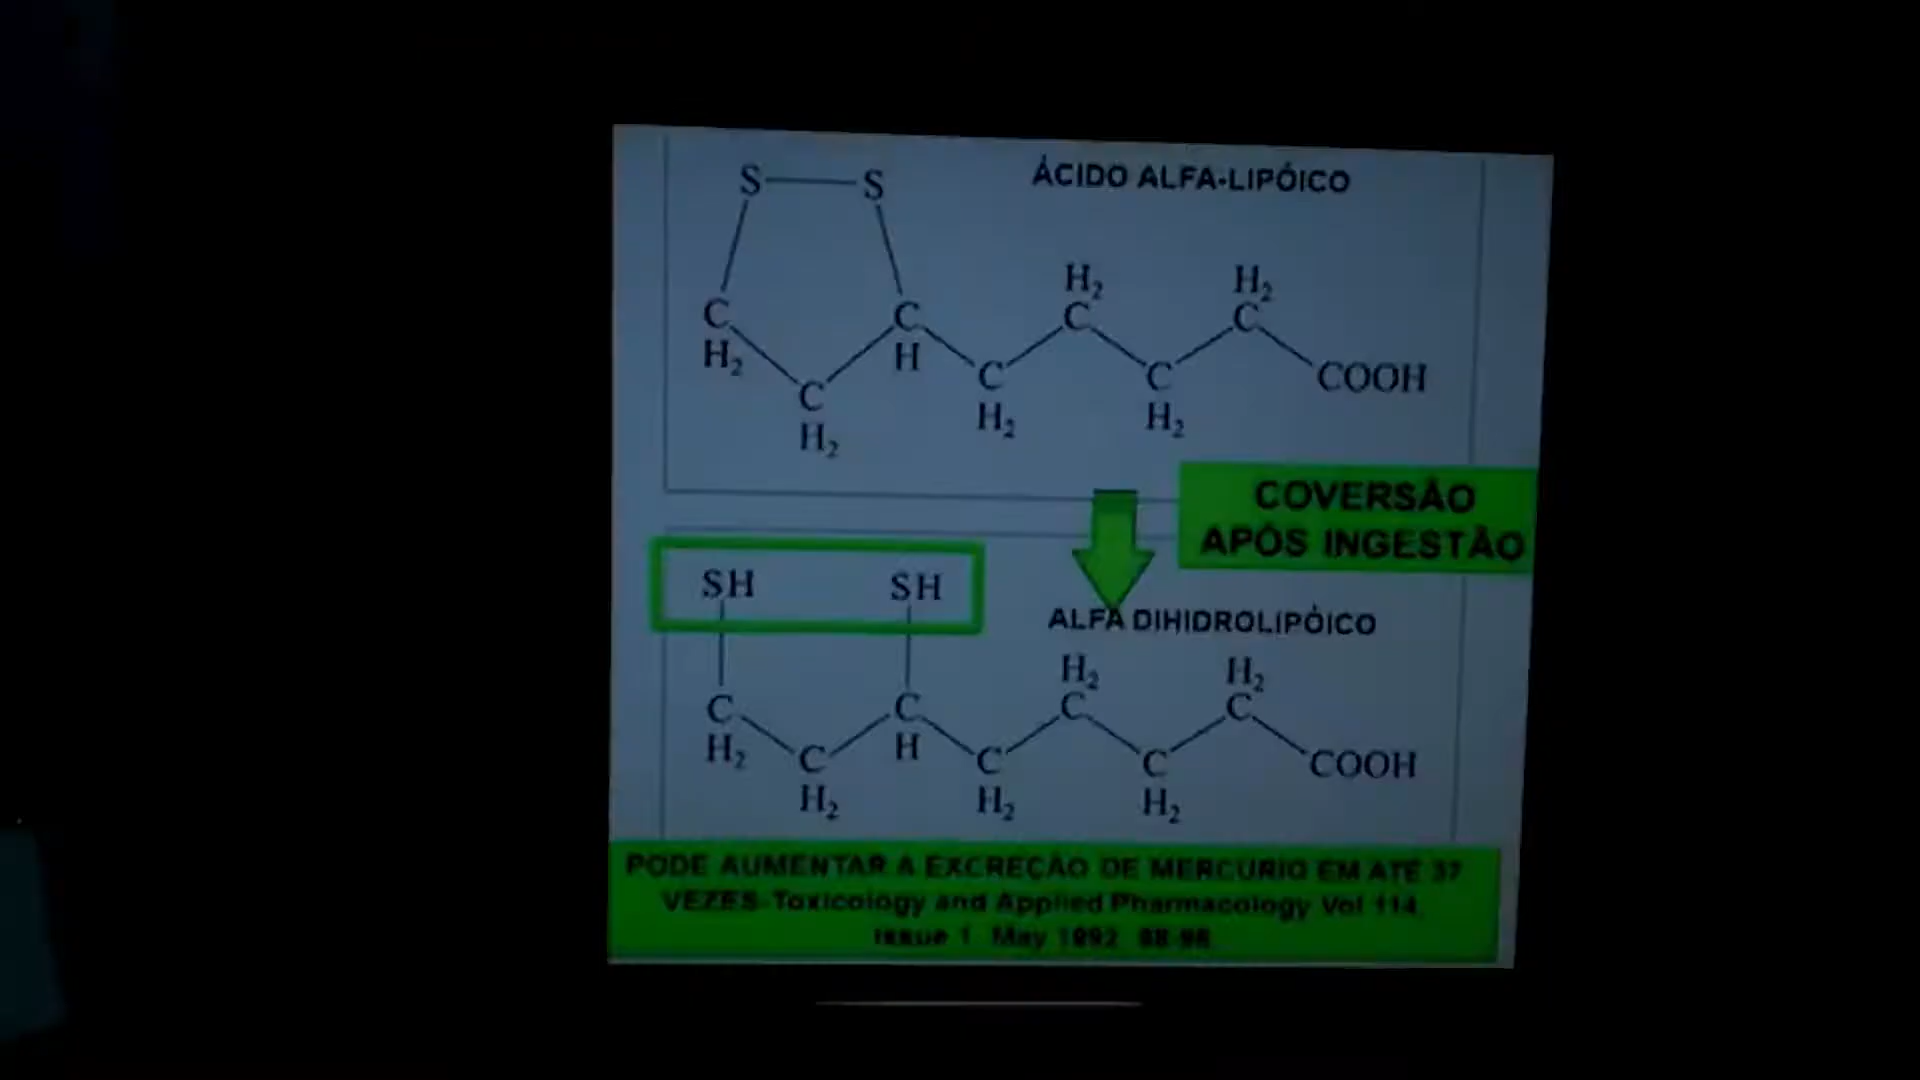 S S
ÁCIDO ALFA-LIPÓICO
H2 H2
C C C C
H2 H C C COOH
C H2 H2
H2
COVERSÃO
APÓS INGESTÃO
SH SH
ALFA DIHIDROLIPÓICO
H2 H2
C C C C
H2 C H C C COOH
H2 H2 H2
PODE AUMENTAR A EXCREÇÃO DE MERCURIO EM ATÉ 37
VEZES-Toxicology and Applied Pharmacology Vol 114,
Issue 1 May 1992